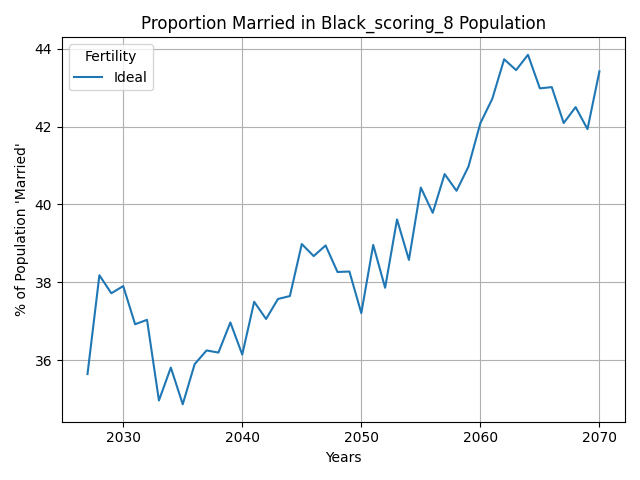 Proportion Married in Black_scoring_8 Population
Fertility
Ideal
% of Population 'Married'
44
42
40
38
36
2030 2040 2050 2060 2070
Years